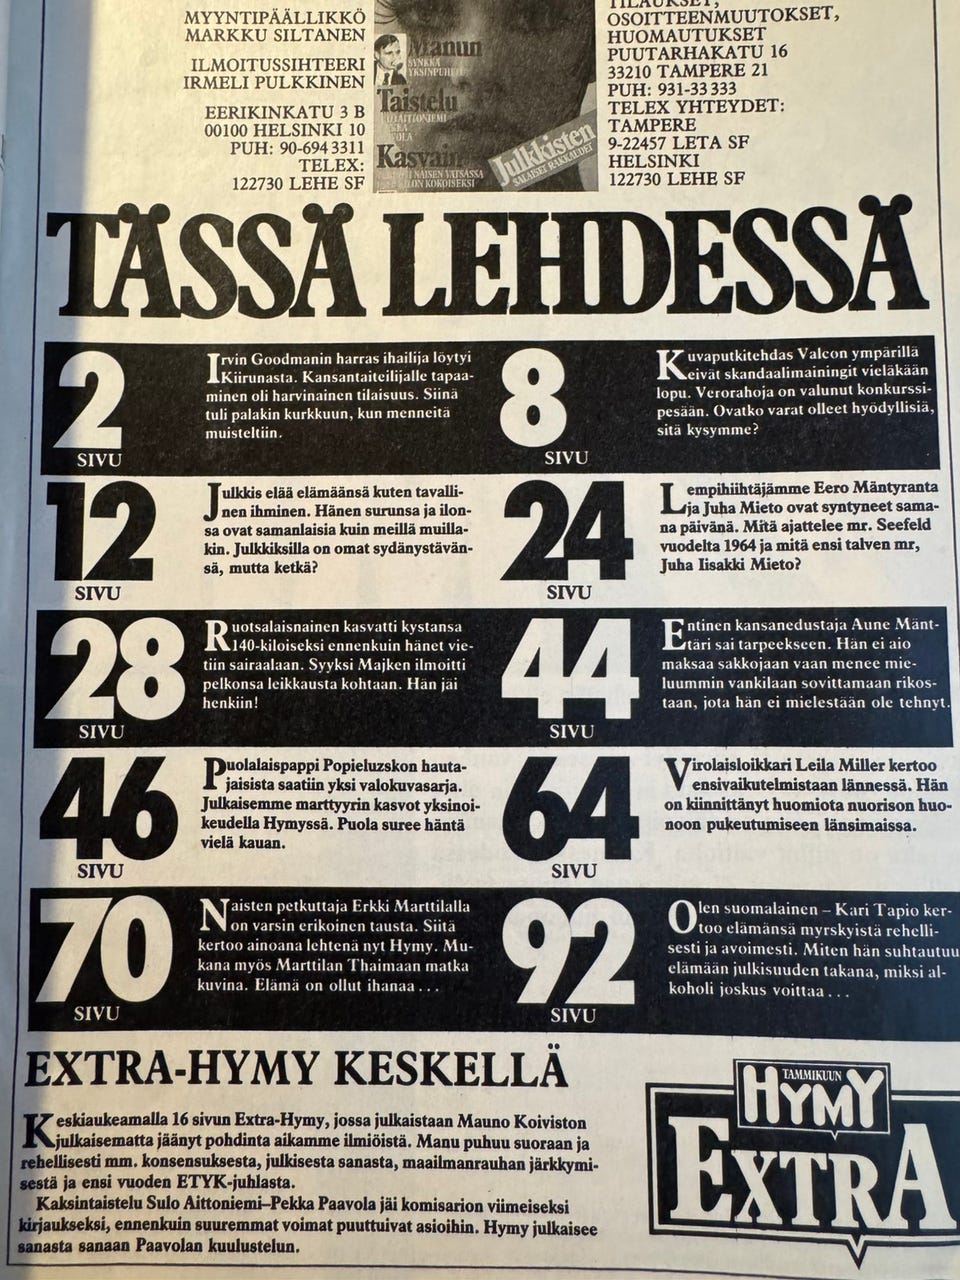 MYYNTIPÄÄLLIKKÖ
MARKKU SILTANEN
ILMOITUSSIHTEERI
IRMELI PULKKINEN
EERIKINKATU 3 B
00100 HELSINKI 10
PUH: 90-694 3311
TELEX:
122730 LEHE SF
Manun
SYNKKÄ
YKSINPUHELU
Taistelu
AITTONIEMI
Kasvain
NAISEN VATSASSA
Julkkisten
SALAISET RAKKAUDET
TILAUKSET,
OSOITTEENMUUTOKSET,
HUOMAUTUKSET
PUUTARHAKATU 16
33210 TAMPERE 21
PUH: 931-33 333
TELEX YHTEYDET:
TAMPERE
9-22457 LETA SF
HELSINKI
122730 LEHE SF
TÄSSÄ LEHDESSÄ
2
SIVU
Irvin Goodmanin harras ihailija löytyi
Kiirunasta. Kansantaiteilijalle tapaa-
minen oli harvinainen tilaisuus. Siinä
tuli palakin kurkkuun, kun menneitä
muisteltiin.
8
SIVU
Kuvaputkitehdas Valcon ympärillä
eivät skandaalimainingit vieläkään
lopu. Verorahoja on valunut konkurssi-
pesään. Ovatko varat olleet hyödyllisiä,
sitä kysymme?
12
SIVU
Julkkis elää elämäänsä kuten tavalli-
nen ihminen. Hänen surunsa ja ilon-
sa ovat samanlaisia kuin meillä muilla-
kin. Julkkiksilla on omat sydänystävän-
sä, mutta ketkä?
24
SIVU
Lempihiihtäjämme Eero Mäntyranta
ja Juha Mieto ovat syntyneet sama-
na päivänä. Mitä ajattelee mr. Seefeld
vuodelta 1964 ja mitä ensi talven mr,
Juha Iisakki Mieto?
28
SIVU
Ruotsalaisnainen kasvatti kystansa
140-kiloiseksi ennenkuin hänet vie-
tiin sairaalaan. Syyksi Majken ilmoitti
pelkonsa leikkausta kohtaan. Hän jäi
henkiin!
44
SIVU
Entinen kansanedustaja Aune Mänt-
täri sai tarpeekseen. Hän ei aio
maksaa sakkojaan vaan menee mie-
luummin vankilaan sovittamaan rikos-
taan, jota hän ei mielestään ole tehnyt.
46
SIVU
Puolalaispappi Popieluzskon hauta-
jaisista saatiin yksi valokuvasarja.
Julkaisemme marttyyrin kasvot yksinoi-
keudella Hymyssä. Puola suree häntä
vielä kauan.
64
SIVU
Virolaisloikkari Leila Miller kertoo
ensivaikutelmistaan lännessä. Hän
on kiinnittänyt huomiota nuorison huo-
noon pukeutumiseen länsimaissa.
70
SIVU
Naisten petkuttaja Erkki Marttilalla
on varsin erikoinen tausta. Siitä
kertoo ainoana lehtenä nyt Hymy. Mu-
kana myös Marttilan Thaimaan matka
kuvina. Elämä on ollut ihanaa . . .
92
SIVU
Olen suomalainen – Kari Tapio ker-
too elämänsä myrskyistä rehelli-
sesti ja avoimesti. Miten hän suhtautuu
elämään julkisuuden takana, miksi al-
koholi joskus voittaa . . .
EXTRA-HYMY KESKELLÄ
Keskiaukeamalla 16 sivun Extra-Hymy, jossa julkaistaan Mauno Koiviston
julkaisematta jäänyt pohdinta aikamme ilmiöistä. Manu puhuu suoraan ja
rehellisesti mm. konsensuksesta, julkisesta sanasta, maailmanrauhan järkkymi-
sestä ja ensi vuoden ETYK-juhlasta.
Kaksintaistelu Sulo Aittoniemi–Pekka Paavola jäi komisarion viimeiseksi
kirjaukseksi, ennenkuin suuremmat voimat puuttuivat asioihin. Hymy julkaisee
sanasta sanaan Paavolan kuulustelun.
TAMMIKUUN
HYMY
EXTRA